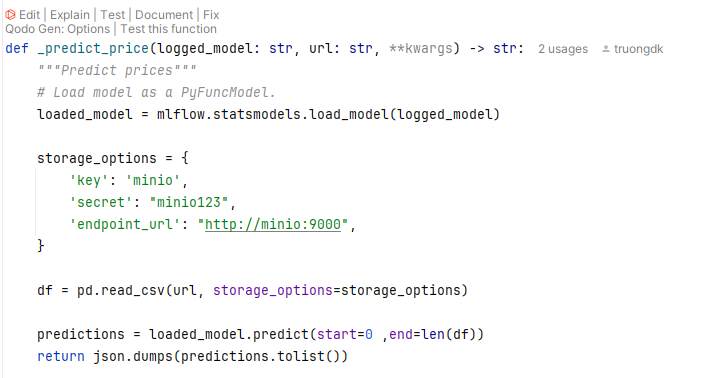 Edit | Explain | Test | Document | Fix
Qodo Gen: Options | Test this function
def _predict_price(logged_model: str, url: str, **kwargs) -> str: 2 usages truongdk
    """Predict prices"""
    # Load model as a PyFuncModel.
    loaded_model = mlflow.statsmodels.load_model(logged_model)
    storage_options = {
        'key': 'minio',
        'secret': "minio123",
        'endpoint_url': "http://minio:9000",
    }
    df = pd.read_csv(url, storage_options=storage_options)
    predictions = loaded_model.predict(start=0 ,end=len(df))
    return json.dumps(predictions.tolist())